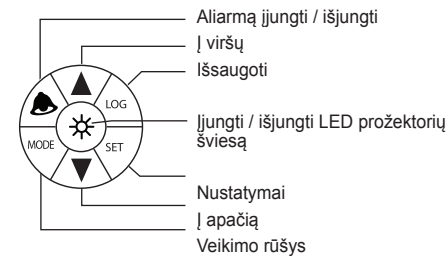 Aliarmą įjungti / išjungti
Į viršų
Išsaugoti
LOG
Įjungti / išjungti LED prožektorių
šviesą
MODE
SET
Nustatymai
Į apačią
Veikimo rūšys